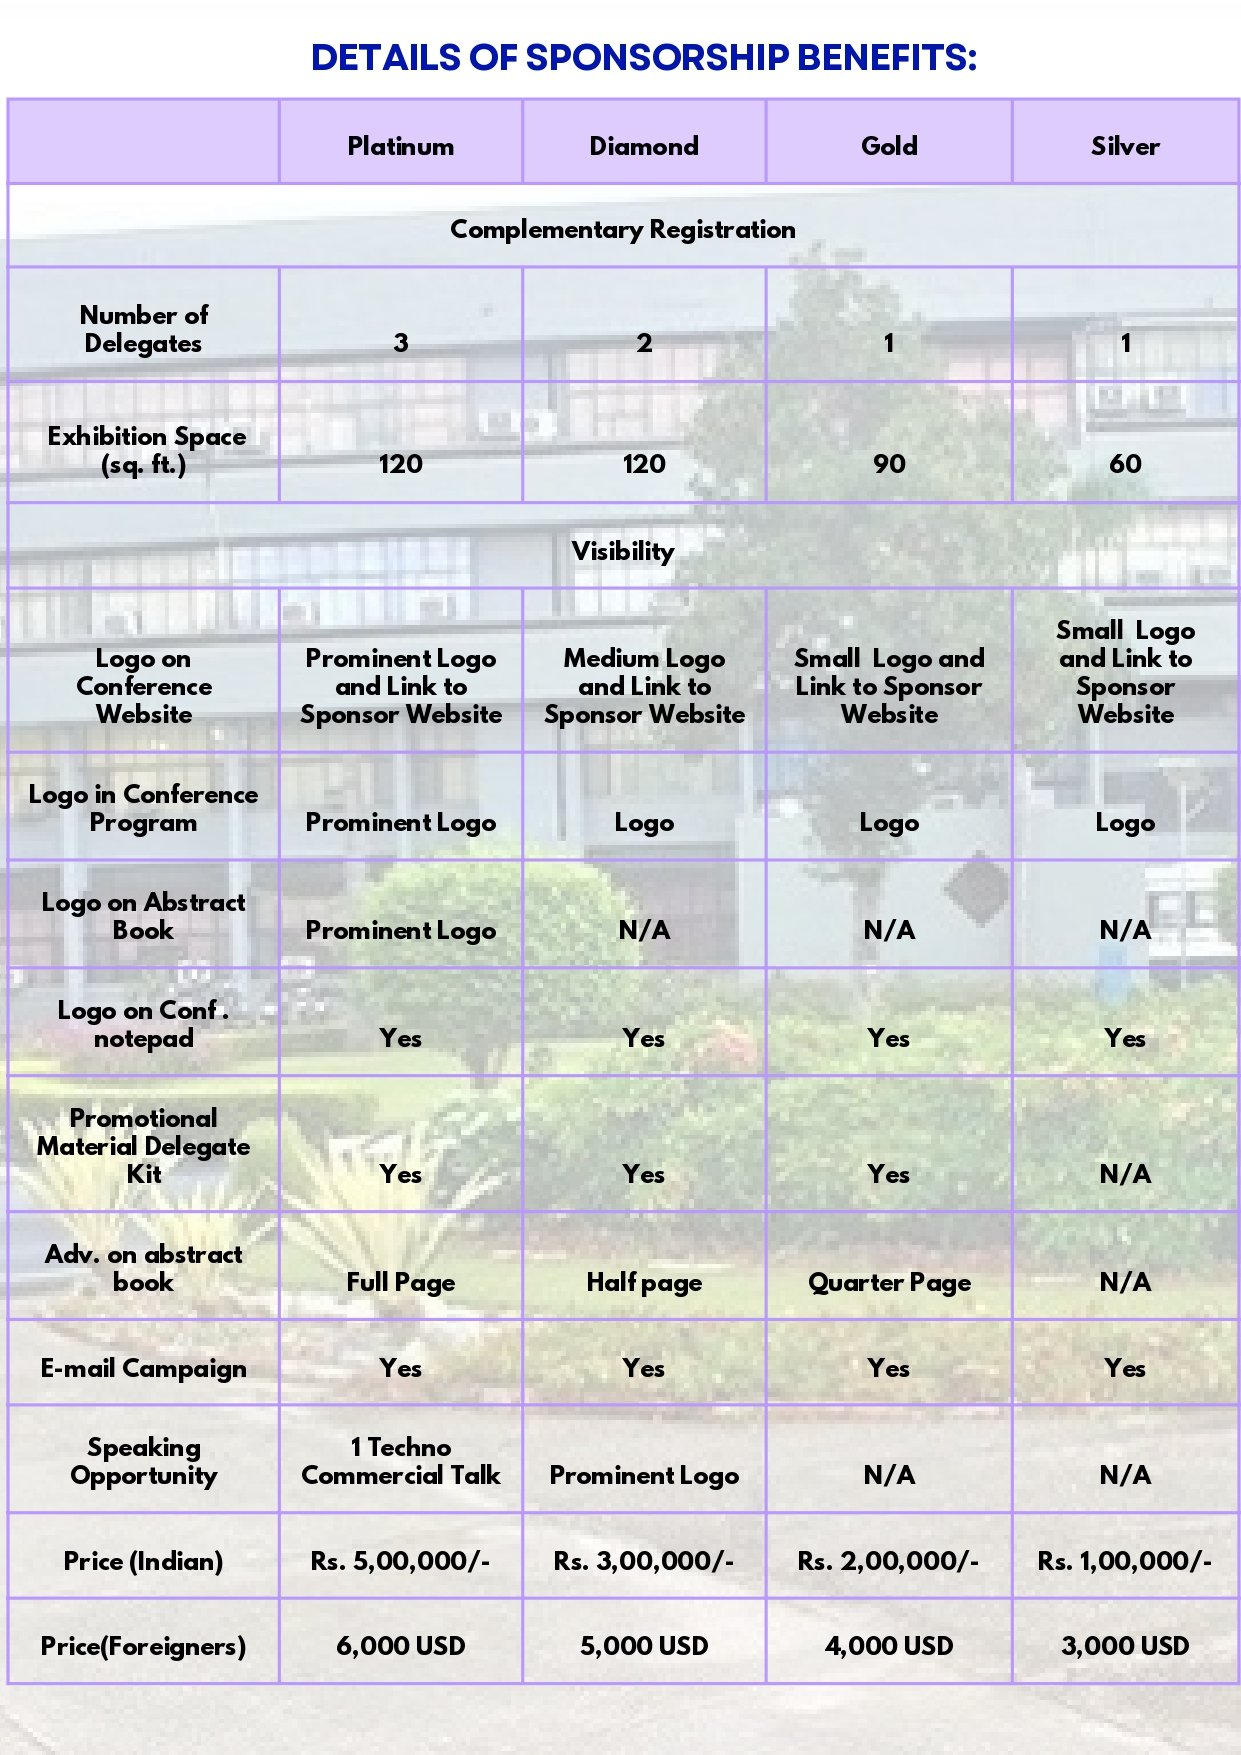 DETAILS OF SPONSORSHIP BENEFITS:
Platinum Diamond Gold Silver
Complementary Registration
Number of
Delegates 3 2 1 1
Exhibition Space
(sq. ft.) 120 120 90 60
Visibility
Logo on
Conference
Website
Prominent Logo
and Link to
Sponsor Website
Medium Logo
and Link to
Sponsor Website
Small Logo and
Link to Sponsor
Website
Small Logo
and Link to
Sponsor
Website
Logo in Conference
Program Prominent Logo Logo Logo Logo
Logo on Abstract
Book Prominent Logo N/A N/A N/A
Logo on Conf.
notepad Yes Yes Yes Yes
Promotional
Material Delegate
Kit Yes Yes Yes N/A
Adv. on abstract
book Full Page Half page Quarter Page N/A
E-mail Campaign Yes Yes Yes Yes
Speaking
Opportunity
1 Techno
Commercial Talk
Prominent Logo N/A N/A
Price (Indian) Rs. 5,00,000/- Rs. 3,00,000/- Rs. 2,00,000/- Rs. 1,00,000/-
Price(Foreigners) 6,000 USD 5,000 USD 4,000 USD 3,000 USD